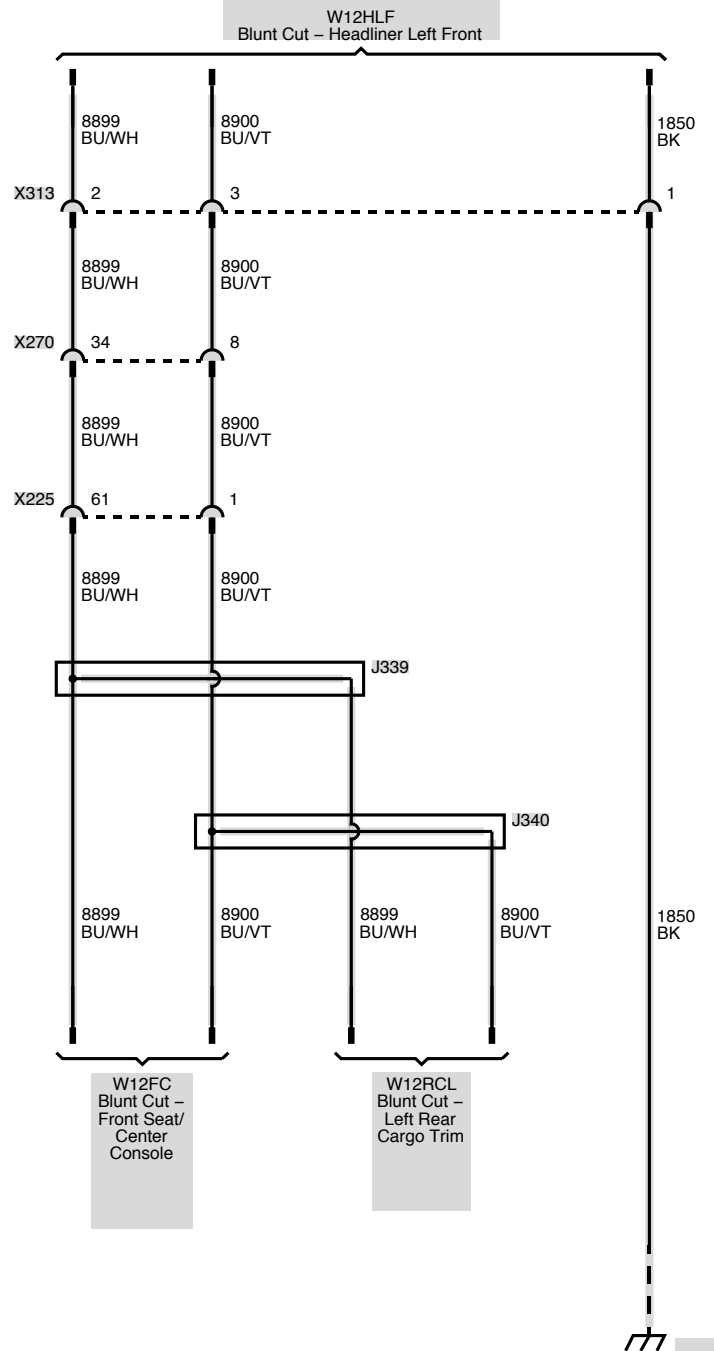 W12HLF
Blunt Cut – Headliner Left Front
8899
BU/WH
8900
BU/VT
1850
BK
X313 2 3 1
8899
BU/WH
8900
BU/VT
X270 34 8
8899
BU/WH
8900
BU/VT
X225 61 1
8899
BU/WH
8900
BU/VT
J339
J340
8899
BU/WH
8900
BU/VT
8899
BU/WH
8900
BU/VT
1850
BK
W12FC
Blunt Cut –
Front Seat/
Center
Console
W12RCL
Blunt Cut –
Left Rear
Cargo Trim